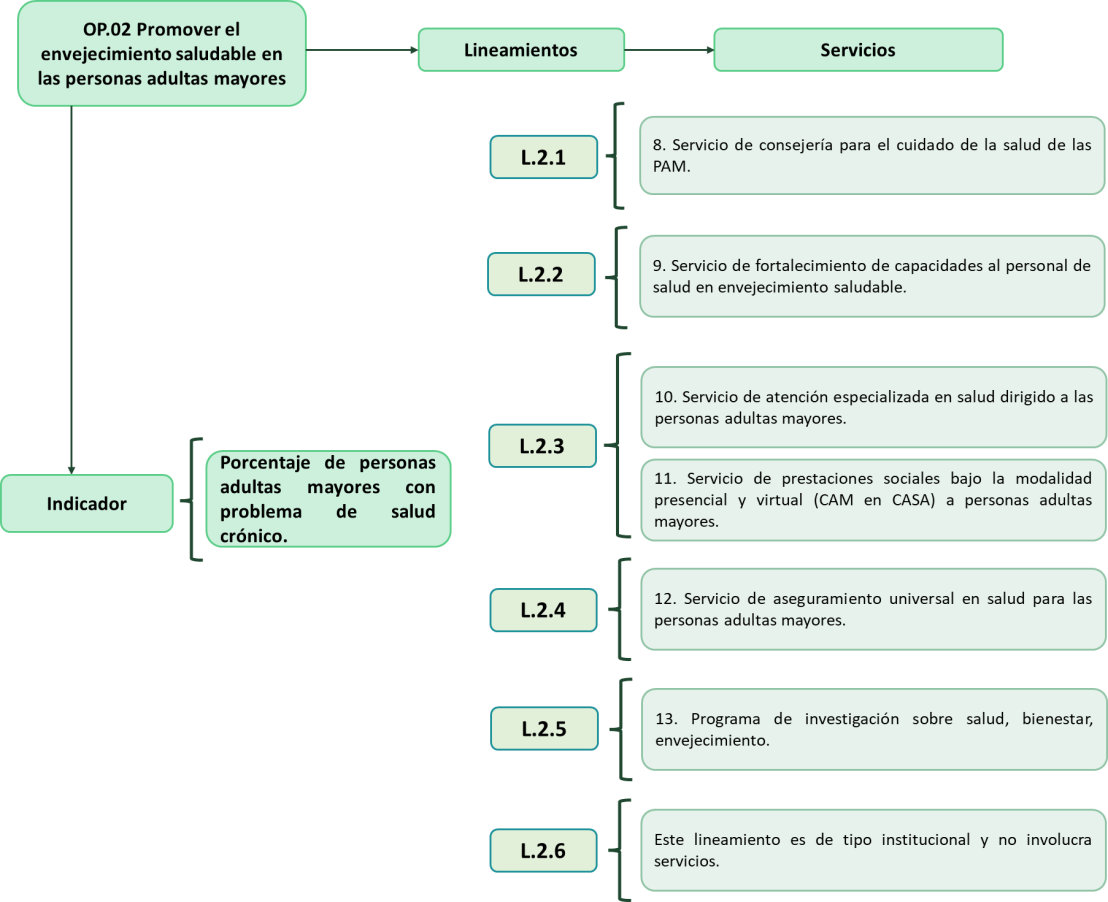 OP.02 Promover el
envejecimiento saludable en
las personas adultas mayores
Lineamientos
Servicios
L.2.1
8. Servicio de consejería para el cuidado de la salud de las
PAM.
L.2.2
9. Servicio de fortalecimiento de capacidades al personal de
salud en envejecimiento saludable.
L.2.3
10. Servicio de atención especializada en salud dirigido a las
personas adultas mayores.
11. Servicio de prestaciones sociales bajo la modalidad
presencial y virtual (CAM en CASA) a personas adultas
mayores.
Indicador
Porcentaje de personas
adultas mayores con
problema de salud
crónico.
L.2.4
12. Servicio de aseguramiento universal en salud para las
personas adultas mayores.
L.2.5
13. Programa de investigación sobre salud, bienestar,
envejecimiento.
L.2.6
Este lineamiento es de tipo institucional y no involucra
servicios.